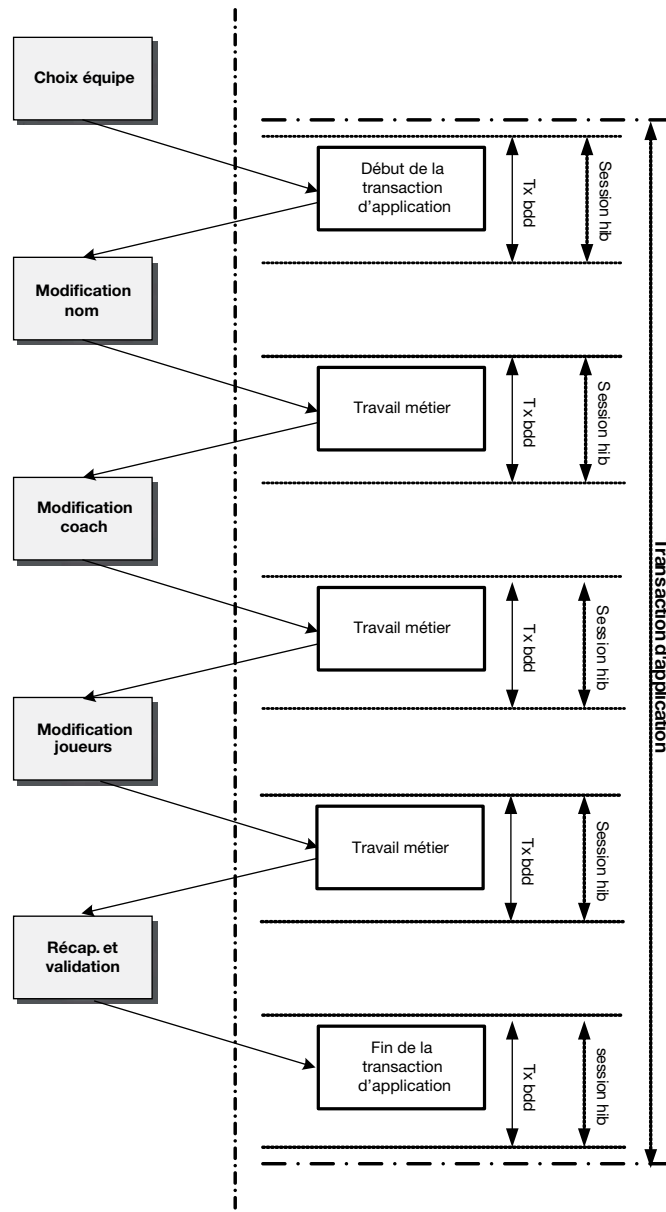 Choix équipe
Début de la
transaction
d'application
Tx bdd
Session hib
Modification
nom
Travail métier
Tx bdd
Session hib
Modification
coach
Travail métier
Tx bdd
Session hib
Transaction d'application
Modification
joueurs
Travail métier
Tx bdd
Session hib
Récap. et
validation
Fin de la
transaction
d'application
Tx bdd
session hib